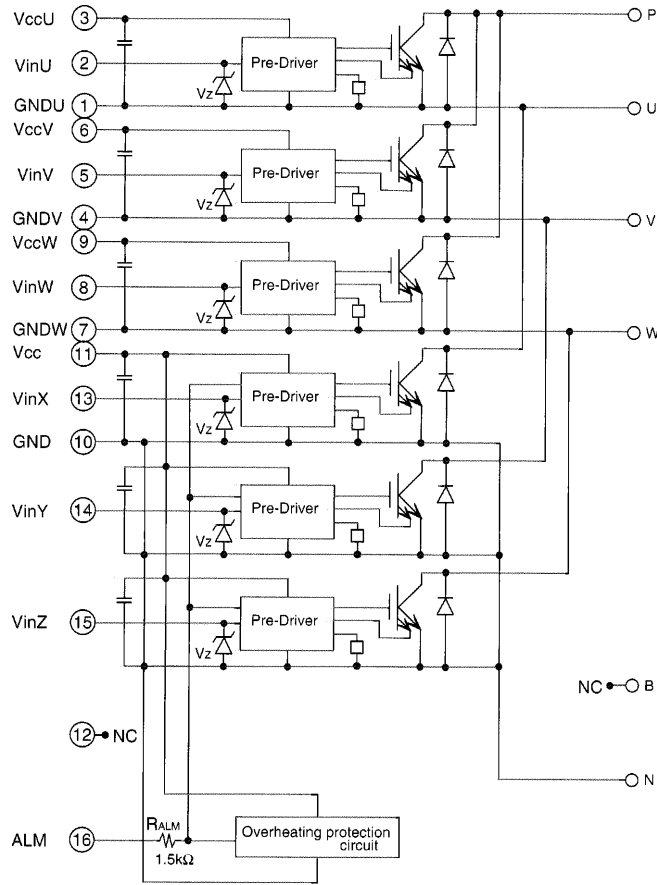 VccU 3 P
VinU 2 Pre-Driver
Vz
GNDU 1 U
VccV 6
VinV 5 Pre-Driver
Vz
GNDV 4 V
VccW 9
VinW 8 Pre-Driver
Vz
GNDW 7 W
Vcc 11
VinX 13 Pre-Driver
Vz
GND 10
VinY 14 Pre-Driver
Vz
VinZ 15 Pre-Driver
Vz
NC B
12 NC
N
RALM
ALM 16 Overheating protection
circuit
1.5kΩ